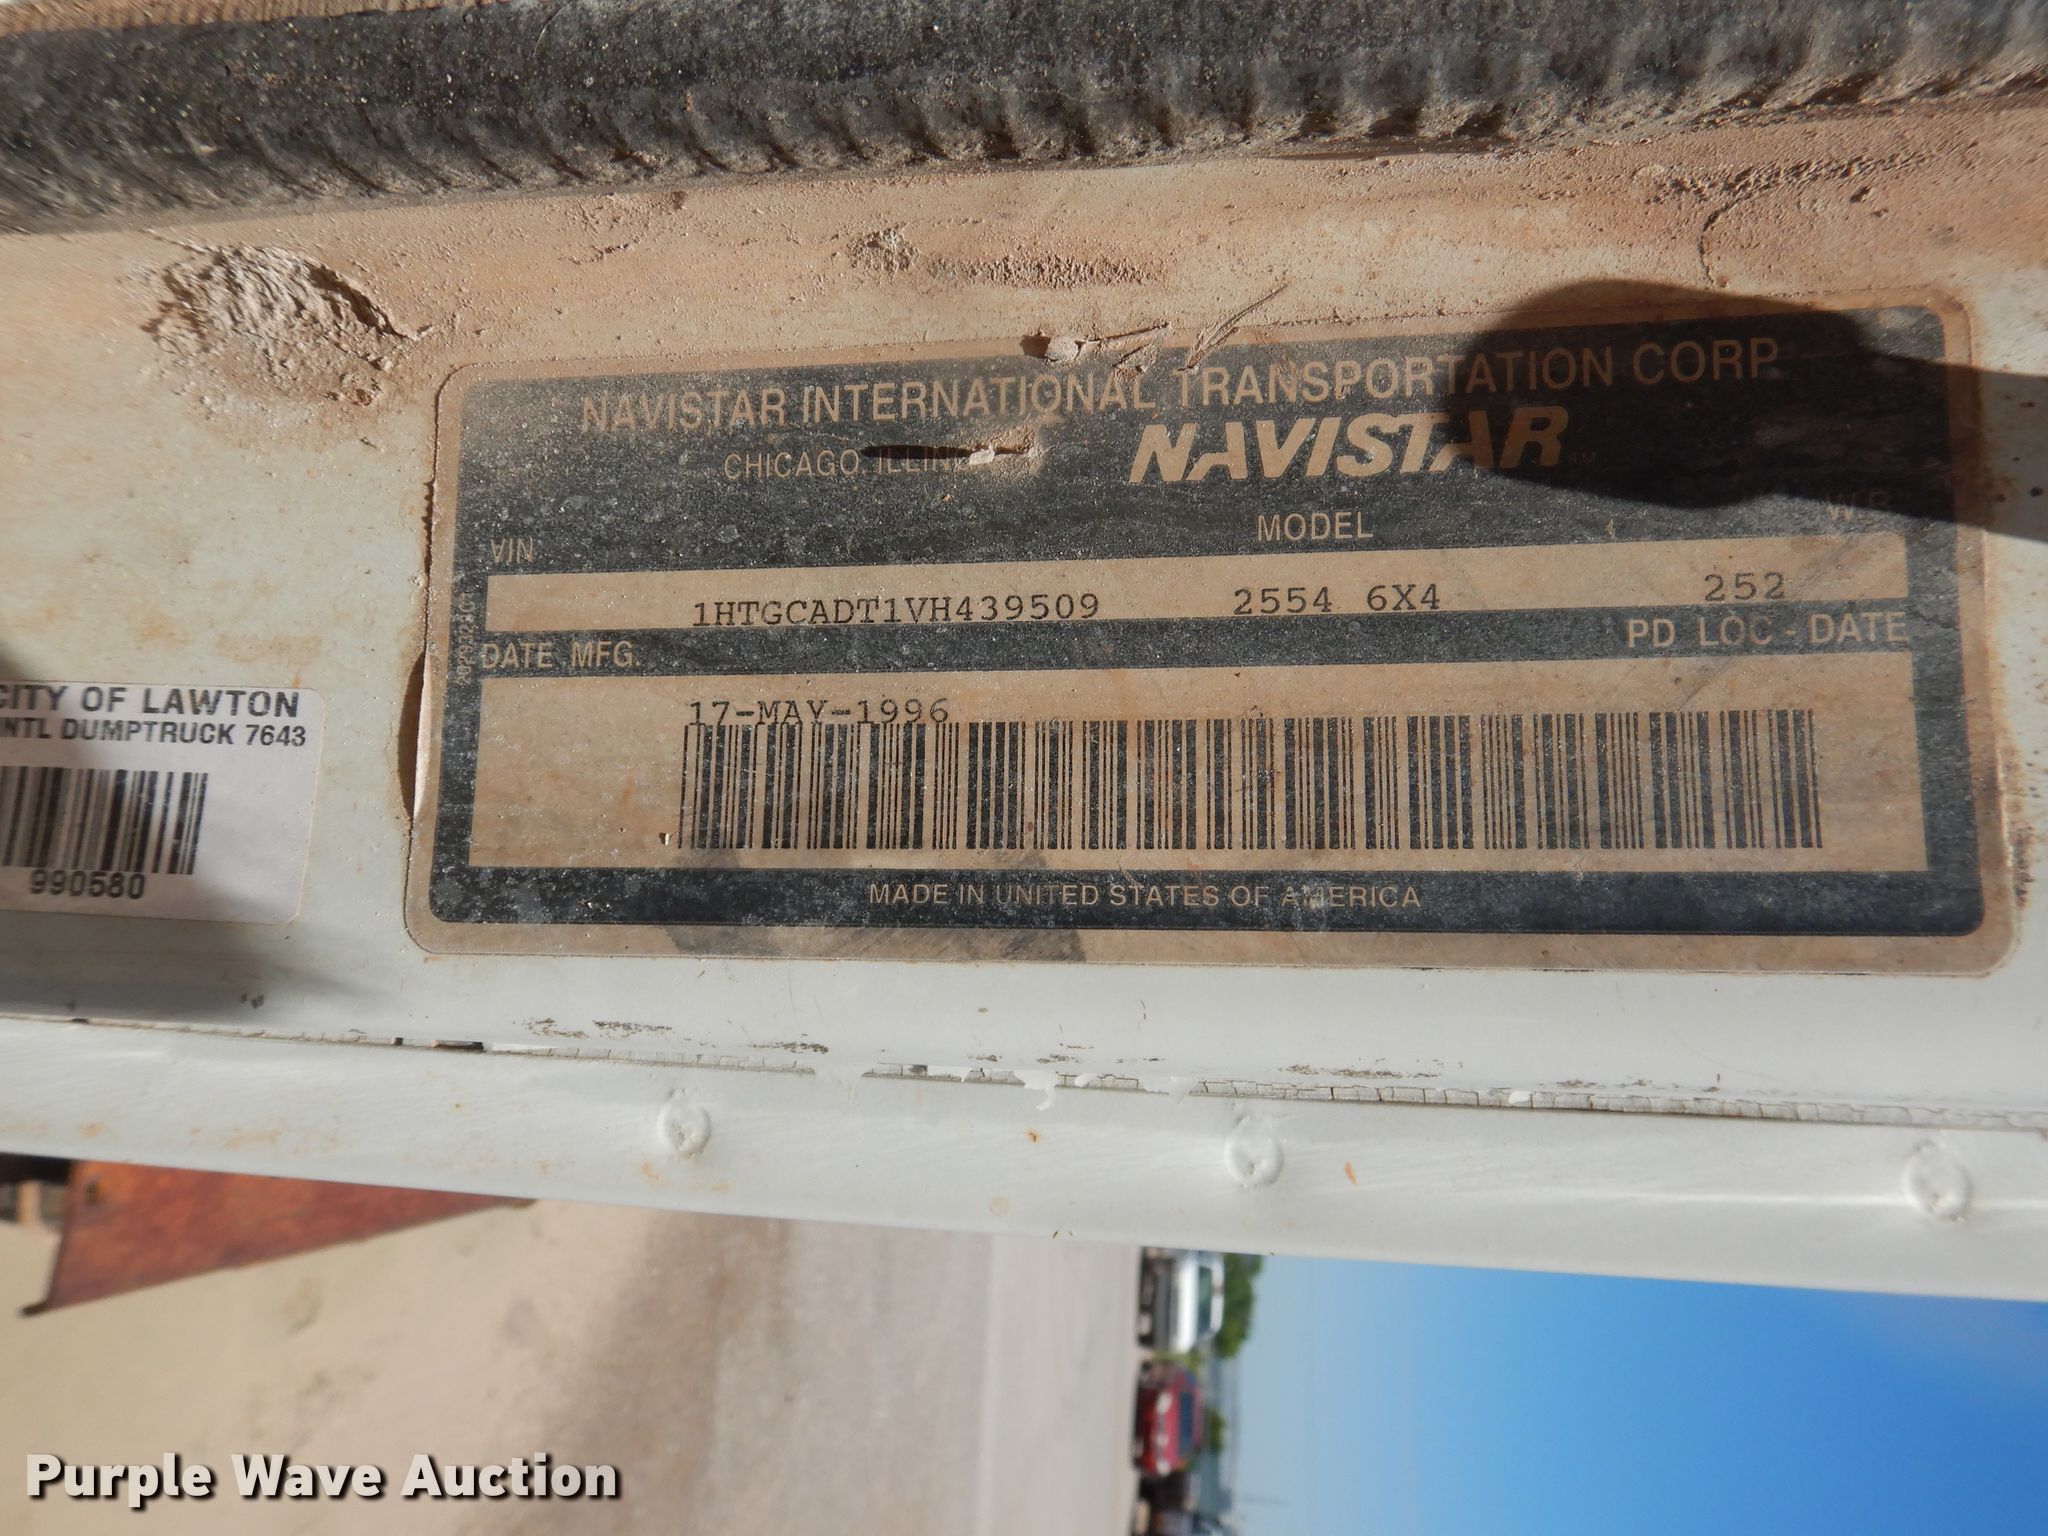 NAVISTAR INTERNATIONAL TRANSPORTATION CORP.
CHICAGO, NAVISTAR
VIN MODEL W.B.
1HTGCADT1VH439509 2554 6X4 252
DATE MFG. PD LOC - DATE
17-MAY-1996
MADE IN UNITED STATES OF AMERICA
CITY OF LAWTON
INTL DUMPTRUCK 7643
990580
Purple Wave Auction